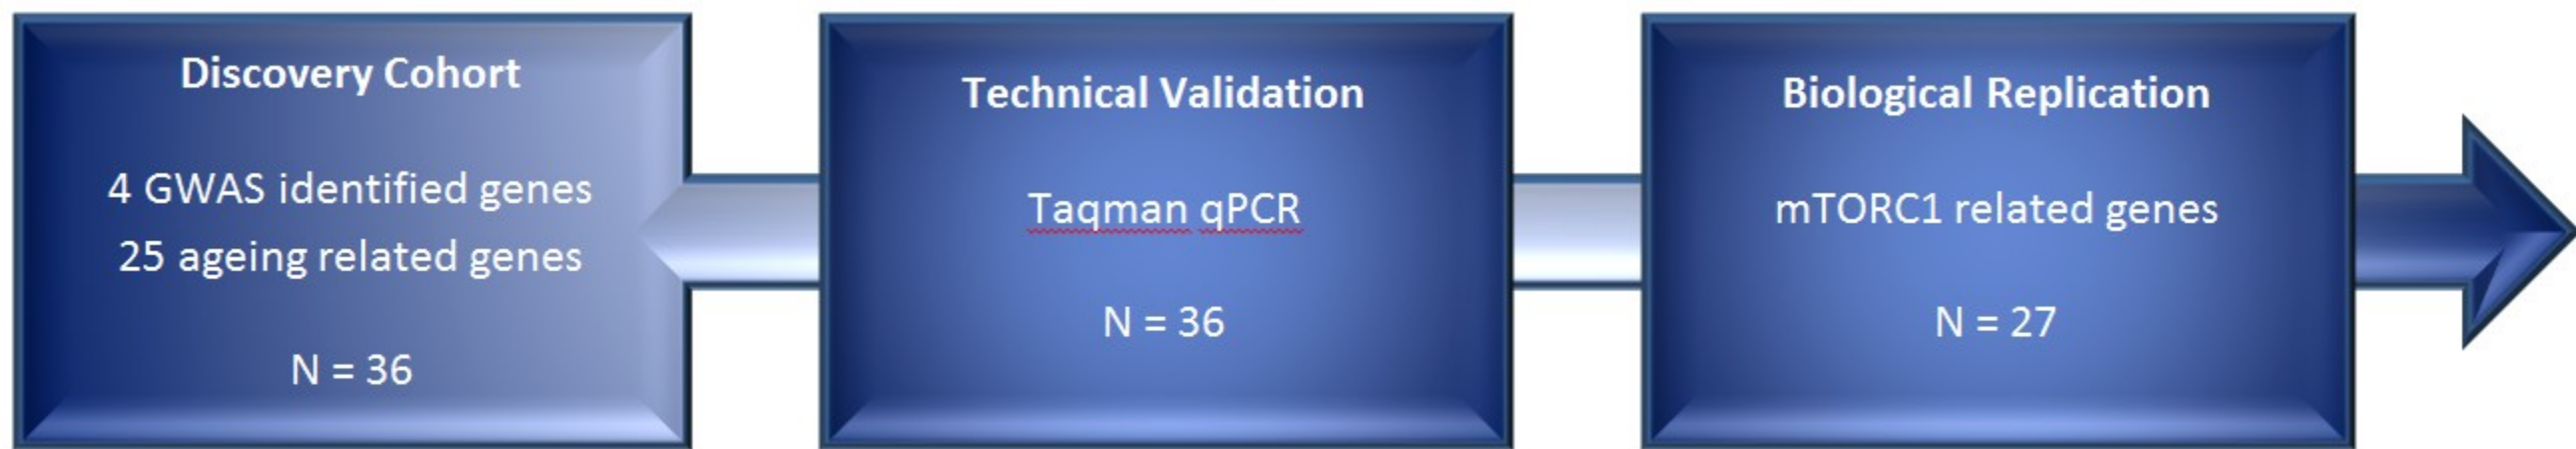 Discovery Cohort
4 GWAS identified genes
25 ageing related genes
N = 36
Technical Validation
Taqman qPCR
N = 36
Biological Replication
mTORC1 related genes
N = 27